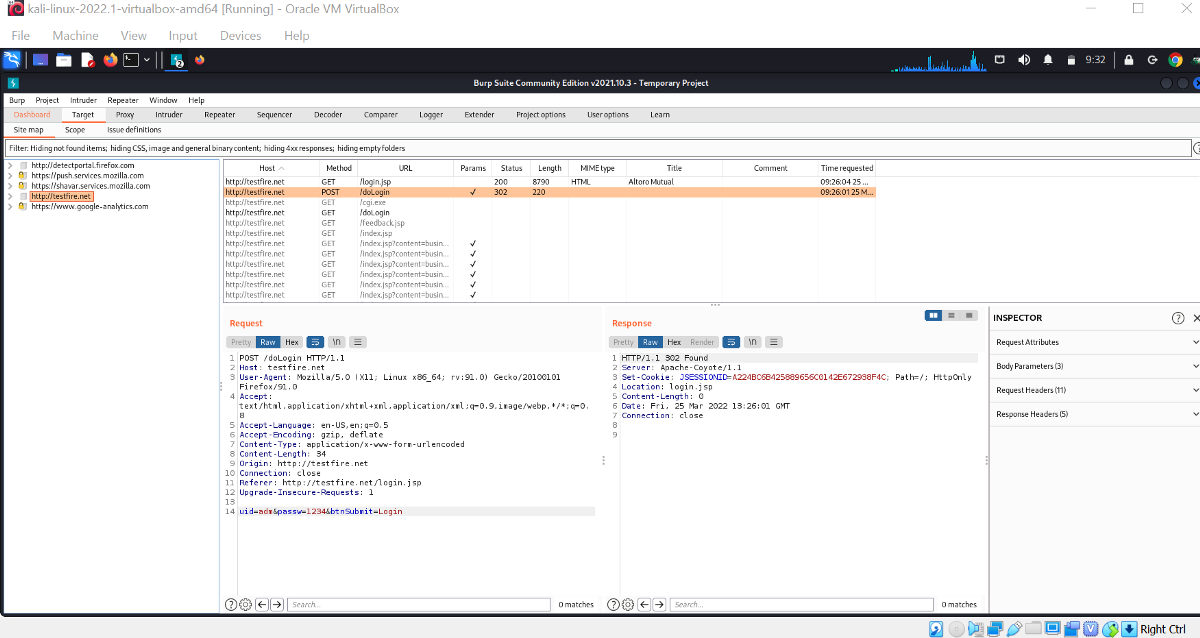 kali-linux-2022.1-virtualbox-amd64 [Running] - Oracle VM VirtualBox
File Machine View Input Devices Help
9:32
Burp Suite Community Edition v2021.10.3 - Temporary Project
Burp Project Intruder Repeater Window Help
Dashboard Target Proxy Intruder Repeater Sequencer Decoder Comparer Logger Extender Project options User options Learn
Site map Scope Issue definitions
Filter: Hiding not found items; hiding CSS, image and general binary content; hiding 4xx responses; hiding empty folders
http://detectportal.firefox.com
https://push.services.mozilla.com
https://shavar.services.mozilla.com
http://testfire.net
https://www.google-analytics.com
Host Method URL Params Status Length MIME type Title Comment Time requested
http://testfire.net GET /login.jsp 200 8790 HTML Altoro Mutual 09:26:04 25 ...
http://testfire.net POST /doLogin ✓ 302 220 09:26:01 25 M...
http://testfire.net GET /cgi.exe
http://testfire.net GET /doLogin
http://testfire.net GET /feedback.jsp
http://testfire.net GET /index.jsp
http://testfire.net GET /index.jsp?content=busin... ✓
http://testfire.net GET /index.jsp?content=busin... ✓
http://testfire.net GET /index.jsp?content=busin... ✓
http://testfire.net GET /index.jsp?content=busin... ✓
http://testfire.net GET /index.jsp?content=busin... ✓
http://testfire.net GET /index.jsp?content=busin... ✓
Request
Pretty Raw Hex \n
1 POST /doLogin HTTP/1.1
2 Host: testfire.net
3 User-Agent: Mozilla/5.0 (X11; Linux x86_64; rv:91.0) Gecko/20100101
Firefox/91.0
4 Accept:
text/html,application/xhtml+xml,application/xml;q=0.9,image/webp,*/*;q=0.
8
5 Accept-Language: en-US,en;q=0.5
6 Accept-Encoding: gzip, deflate
7 Content-Type: application/x-www-form-urlencoded
8 Content-Length: 34
9 Origin: http://testfire.net
10 Connection: close
11 Referer: http://testfire.net/login.jsp
12 Upgrade-Insecure-Requests: 1
13
14 uid=adm&passw=1234&btnSubmit=Login
Search... 0 matches
Response
Pretty Raw Hex Render \n
1 HTTP/1.1 302 Found
2 Server: Apache-Coyote/1.1
3 Set-Cookie: JSESSIONID=A224BC6B425889656C0142E672938F4C; Path=/; HttpOnly
4 Location: login.jsp
5 Content-Length: 0
6 Date: Fri, 25 Mar 2022 13:26:01 GMT
7 Connection: close
8
9
Search... 0 matches
INSPECTOR
Request Attributes
Body Parameters (3)
Request Headers (11)
Response Headers (5)
Right Ctrl